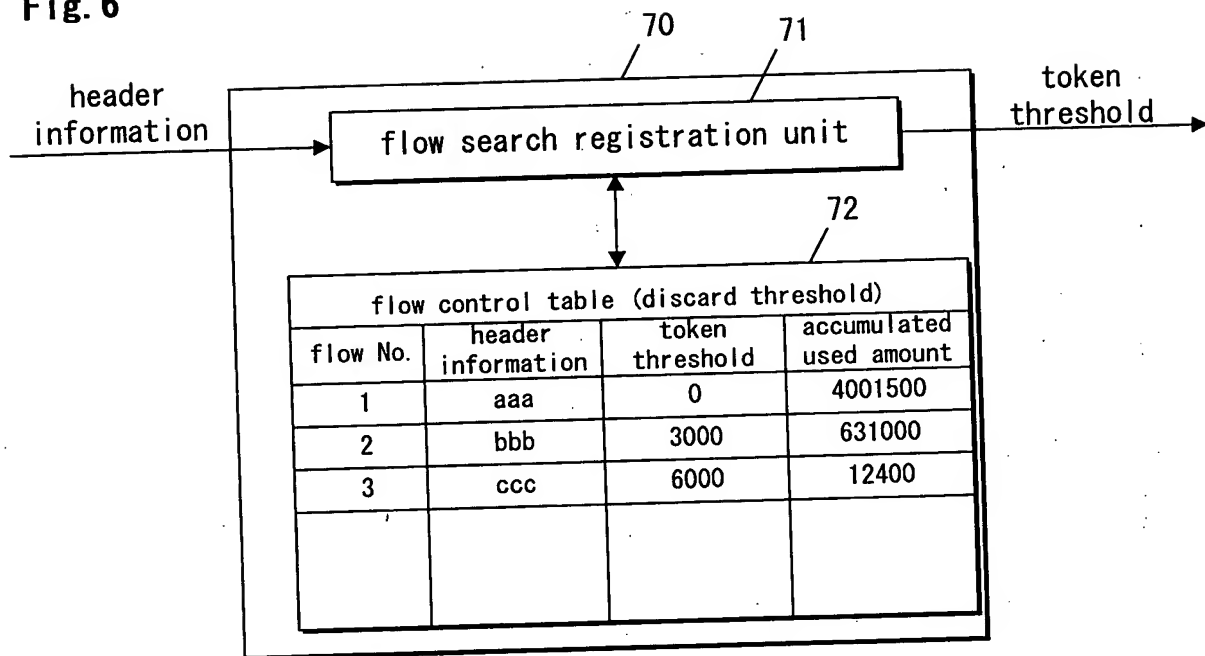 Fig. 6
70
71
header
information
token
threshold
flow search registration unit
72
flow control table (discard threshold)
flow No.
header
information
token
threshold
accumulated
used amount
1 aaa 0 4001500
2 bbb 3000 631000
3 ccc 6000 12400